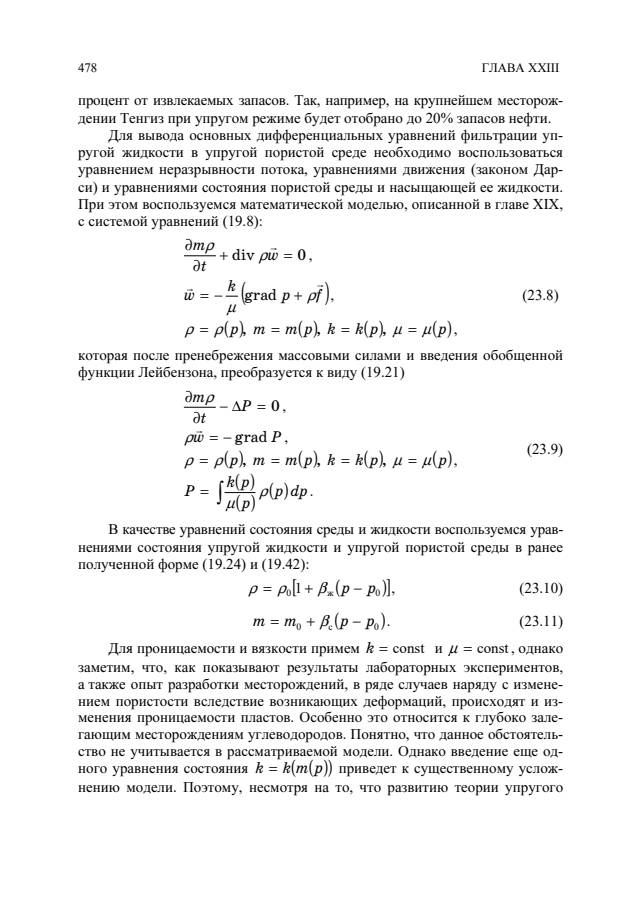 478 ГЛАВА XXIII
процент от извлекаемых запасов. Так, например, на крупнейшем месторож-
дении Тенгиз при упругом режиме будет отобрано до 20% запасов нефти.
Для вывода основных дифференциальных уравнений фильтрации уп-
ругой жидкости в упругой пористой среде необходимо воспользоваться
уравнением неразрывности потока, уравнениями движения (законом Дар-
си) и уравнениями состояния пористой среды и насыщающей ее жидкости.
При этом воспользуемся математической моделью, описанной в главе XIX,
с системой уравнений (19.8):
∂mρ/∂t + div ρw⃗ = 0,
w⃗ = − k/μ (grad p + ρf⃗), (23.8)
ρ = ρ(p), m = m(p), k = k(p), μ = μ(p),
которая после пренебрежения массовыми силами и введения обобщенной
функции Лейбензона, преобразуется к виду (19.21)
∂mρ/∂t − ΔP = 0,
ρw⃗ = − grad P,
ρ = ρ(p), m = m(p), k = k(p), μ = μ(p), (23.9)
P = ∫ k(p)/μ(p) ρ(p) dp.
В качестве уравнений состояния среды и жидкости воспользуемся урав-
нениями состояния упругой жидкости и упругой пористой среды в ранее
полученной форме (19.24) и (19.42):
ρ = ρ₀[1 + βж(p − p₀)], (23.10)
m = m₀ + βс(p − p₀). (23.11)
Для проницаемости и вязкости примем k = const и μ = const, однако
заметим, что, как показывают результаты лабораторных экспериментов,
а также опыт разработки месторождений, в ряде случаев наряду с измене-
нием пористости вследствие возникающих деформаций, происходят и из-
менения проницаемости пластов. Особенно это относится к глубоко зале-
гающим месторождениям углеводородов. Понятно, что данное обстоятель-
ство не учитывается в рассматриваемой модели. Однако введение еще од-
ного уравнения состояния k = k(m(p)) приведет к существенному услож-
нению модели. Поэтому, несмотря на то, что развитию теории упругого